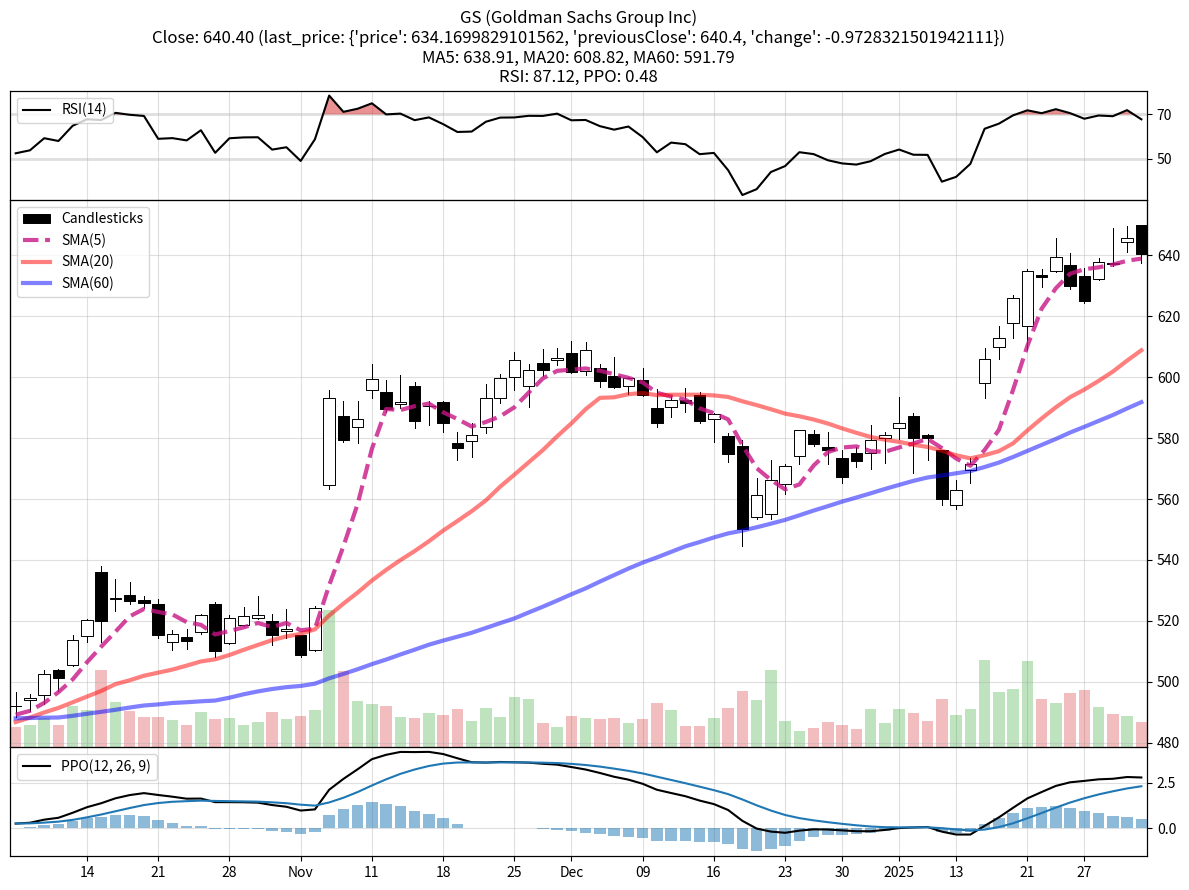 GS (Goldman Sachs Group Inc)
Close: 640.40 (last_price: {'price': 634.1699829101562, 'previousClose': 640.4, 'change': -0.9728321501942111})
MA5: 638.91, MA20: 608.82, MA60: 591.79
RSI: 87.12, PPO: 0.48
RSI(14)
70
50
Candlesticks
SMA(5)
SMA(20)
SMA(60)
640
620
600
580
560
540
520
500
480
PPO(12, 26, 9)
2.5
0.0
14 21 28 Nov 11 18 25 Dec 09 16 23 30 2025 13 21 27